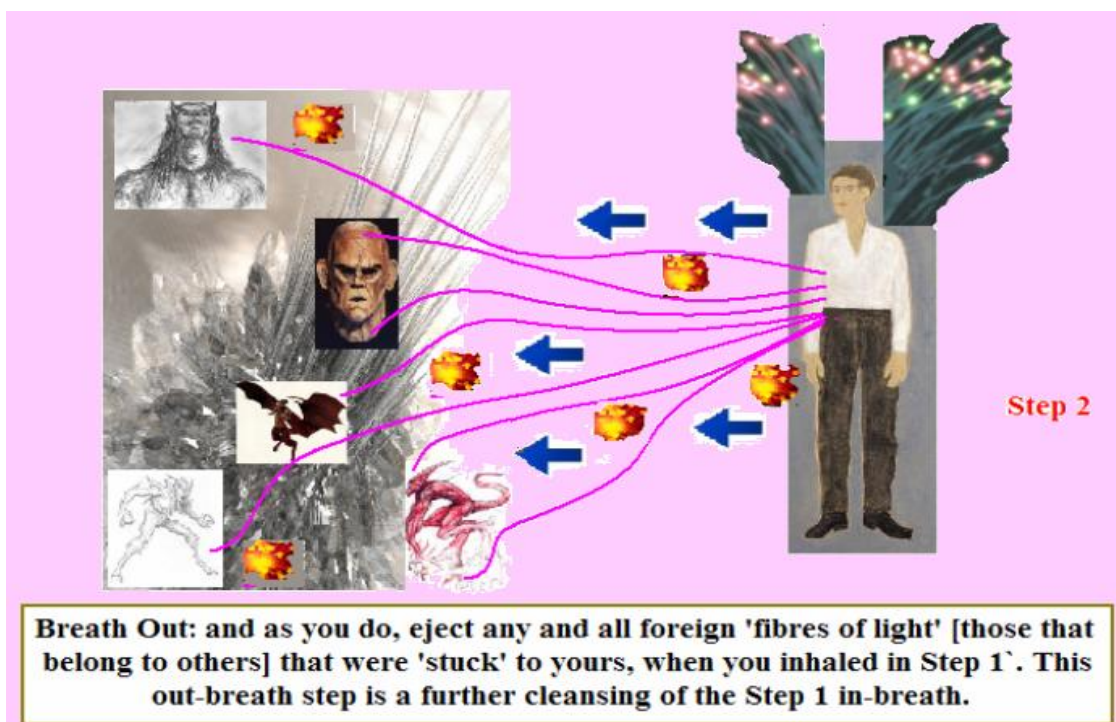 Step 2
Breath Out: and as you do, eject any and all foreign 'fibres of light' [those that
belong to others] that were 'stuck' to yours, when you inhaled in Step 1`. This
out-breath step is a further cleansing of the Step 1 in-breath.